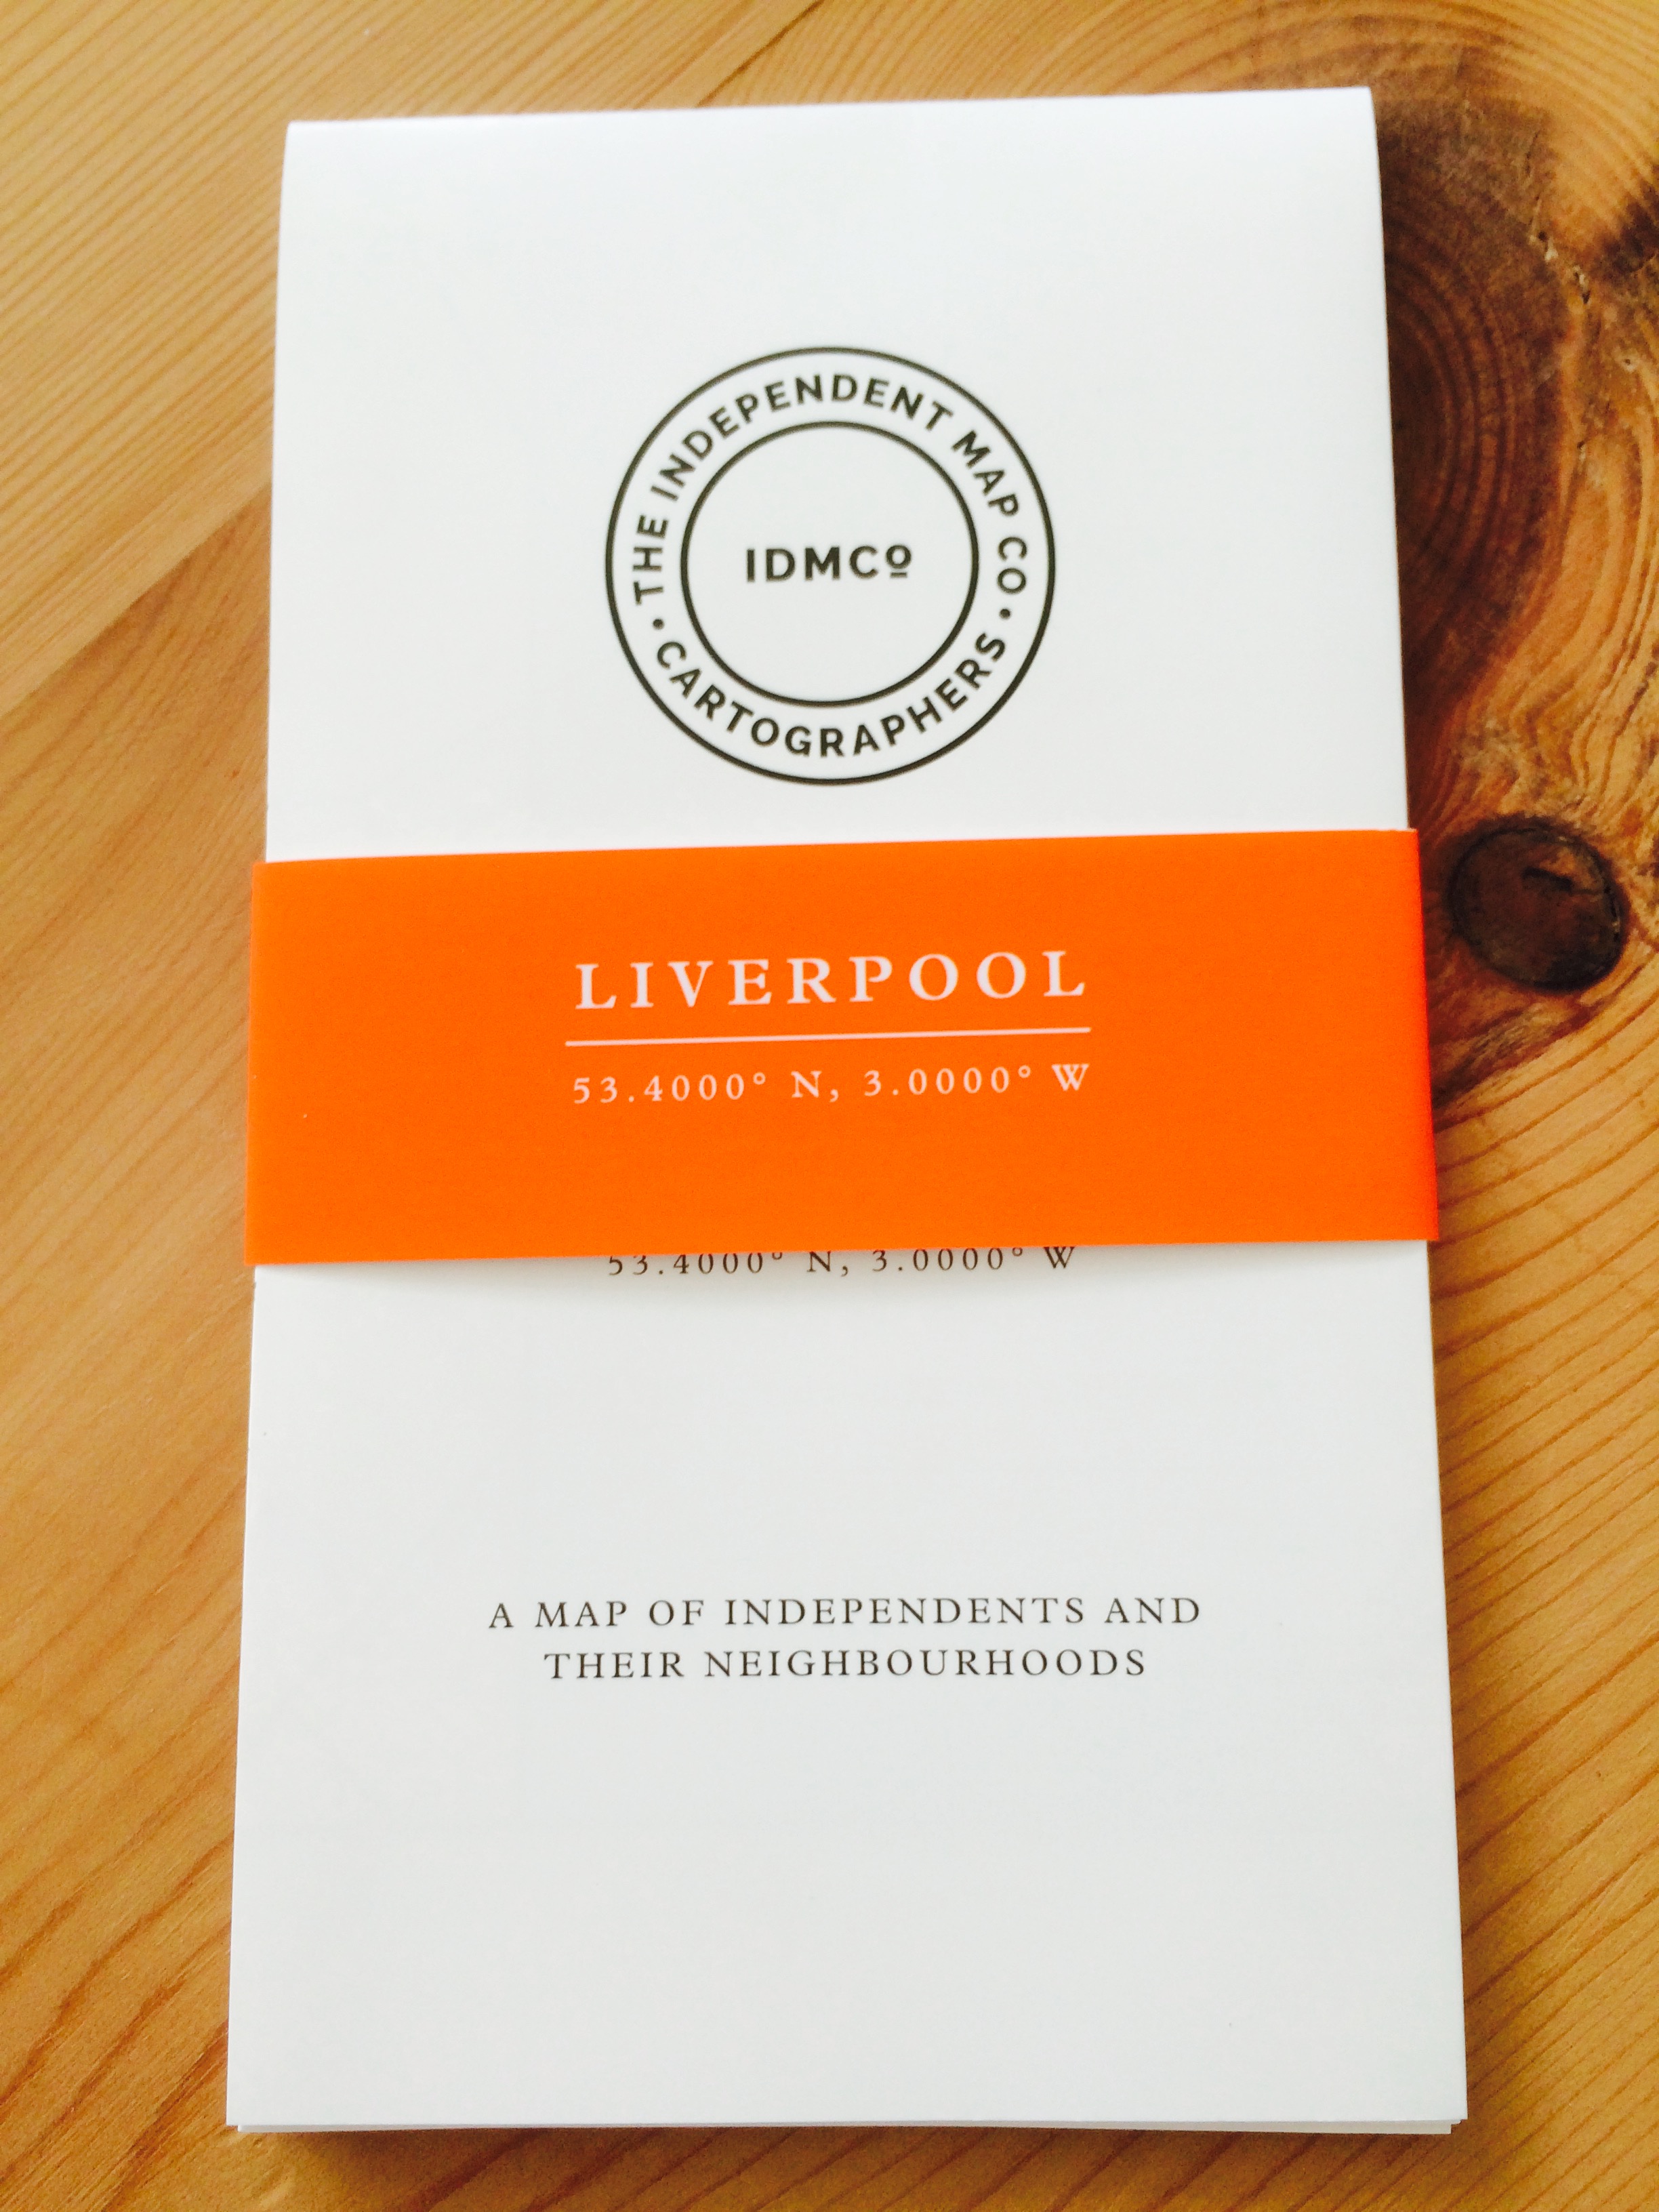 THE INDEPENDENT MAP CO
IDMCº
• CARTOGRAPHERS •
LIVERPOOL
53.4000° N, 3.0000° W
53.4000° N, 3.0000° W
A MAP OF INDEPENDENTS AND
THEIR NEIGHBOURHOODS